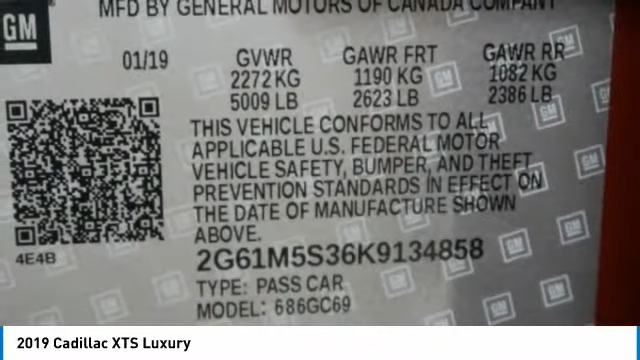 MFD BY GENERAL MOTORS OF CANADA COMPANY
GM
01/19
GVWR GAWR FRT GAWR RR
2272 KG 1190 KG 1082 KG
5009 LB 2623 LB 2386 LB
THIS VEHICLE CONFORMS TO ALL
APPLICABLE U.S. FEDERAL MOTOR
VEHICLE SAFETY, BUMPER, AND THEFT
PREVENTION STANDARDS IN EFFECT ON
THE DATE OF MANUFACTURE SHOWN
ABOVE.
4E4B
2G61M5S36K9134858
TYPE: PASS CAR
MODEL: 686GC69
2019 Cadillac XTS Luxury